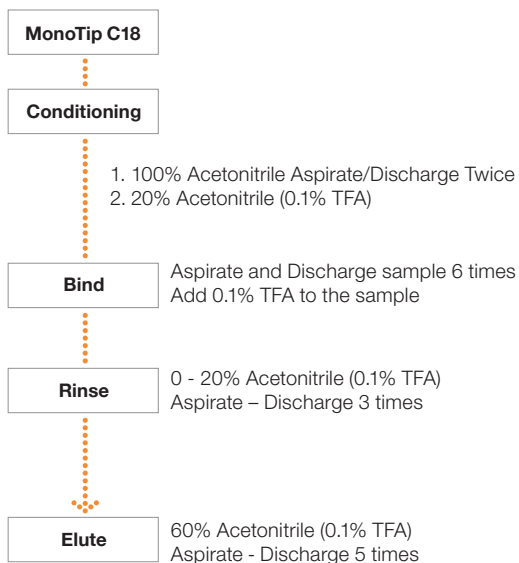 MonoTip C18
Conditioning
1. 100% Acetonitrile Aspirate/Discharge Twice
2. 20% Acetonitrile (0.1% TFA)
Bind
Aspirate and Discharge sample 6 times
Add 0.1% TFA to the sample
Rinse
0 - 20% Acetonitrile (0.1% TFA)
Aspirate – Discharge 3 times
Elute
60% Acetonitrile (0.1% TFA)
Aspirate - Discharge 5 times